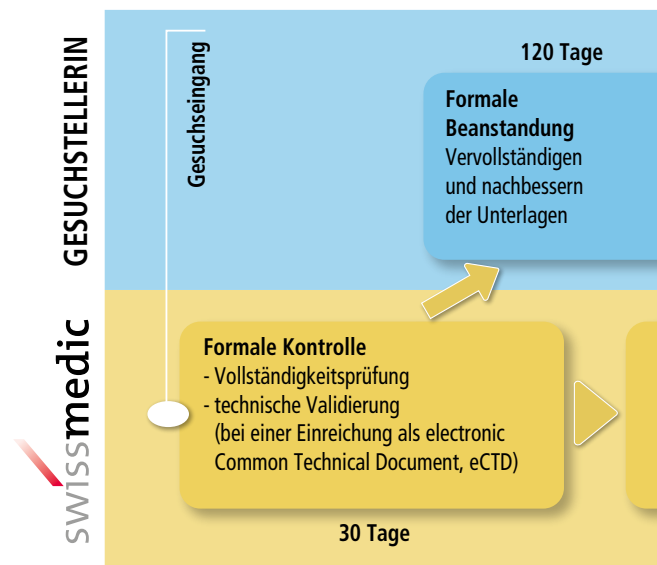 GESUCHSTELLERIN
Gesuchseingang
120 Tage
Formale
Beanstandung
Vervollständigen
und nachbessern
der Unterlagen
swissmedic
Formale Kontrolle
- Vollständigkeitsprüfung
- technische Validierung
(bei einer Einreichung als electronic
Common Technical Document, eCTD)
30 Tage